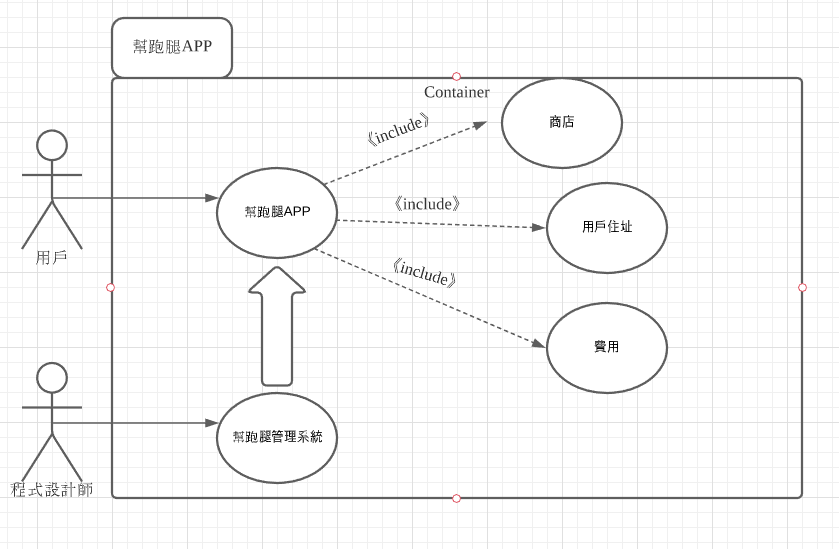 幫跑腿APP
Container
《include》
商店
《include》
幫跑腿APP
用戶住址
用戶
《include》
費用
幫跑腿管理系統
程式設計師